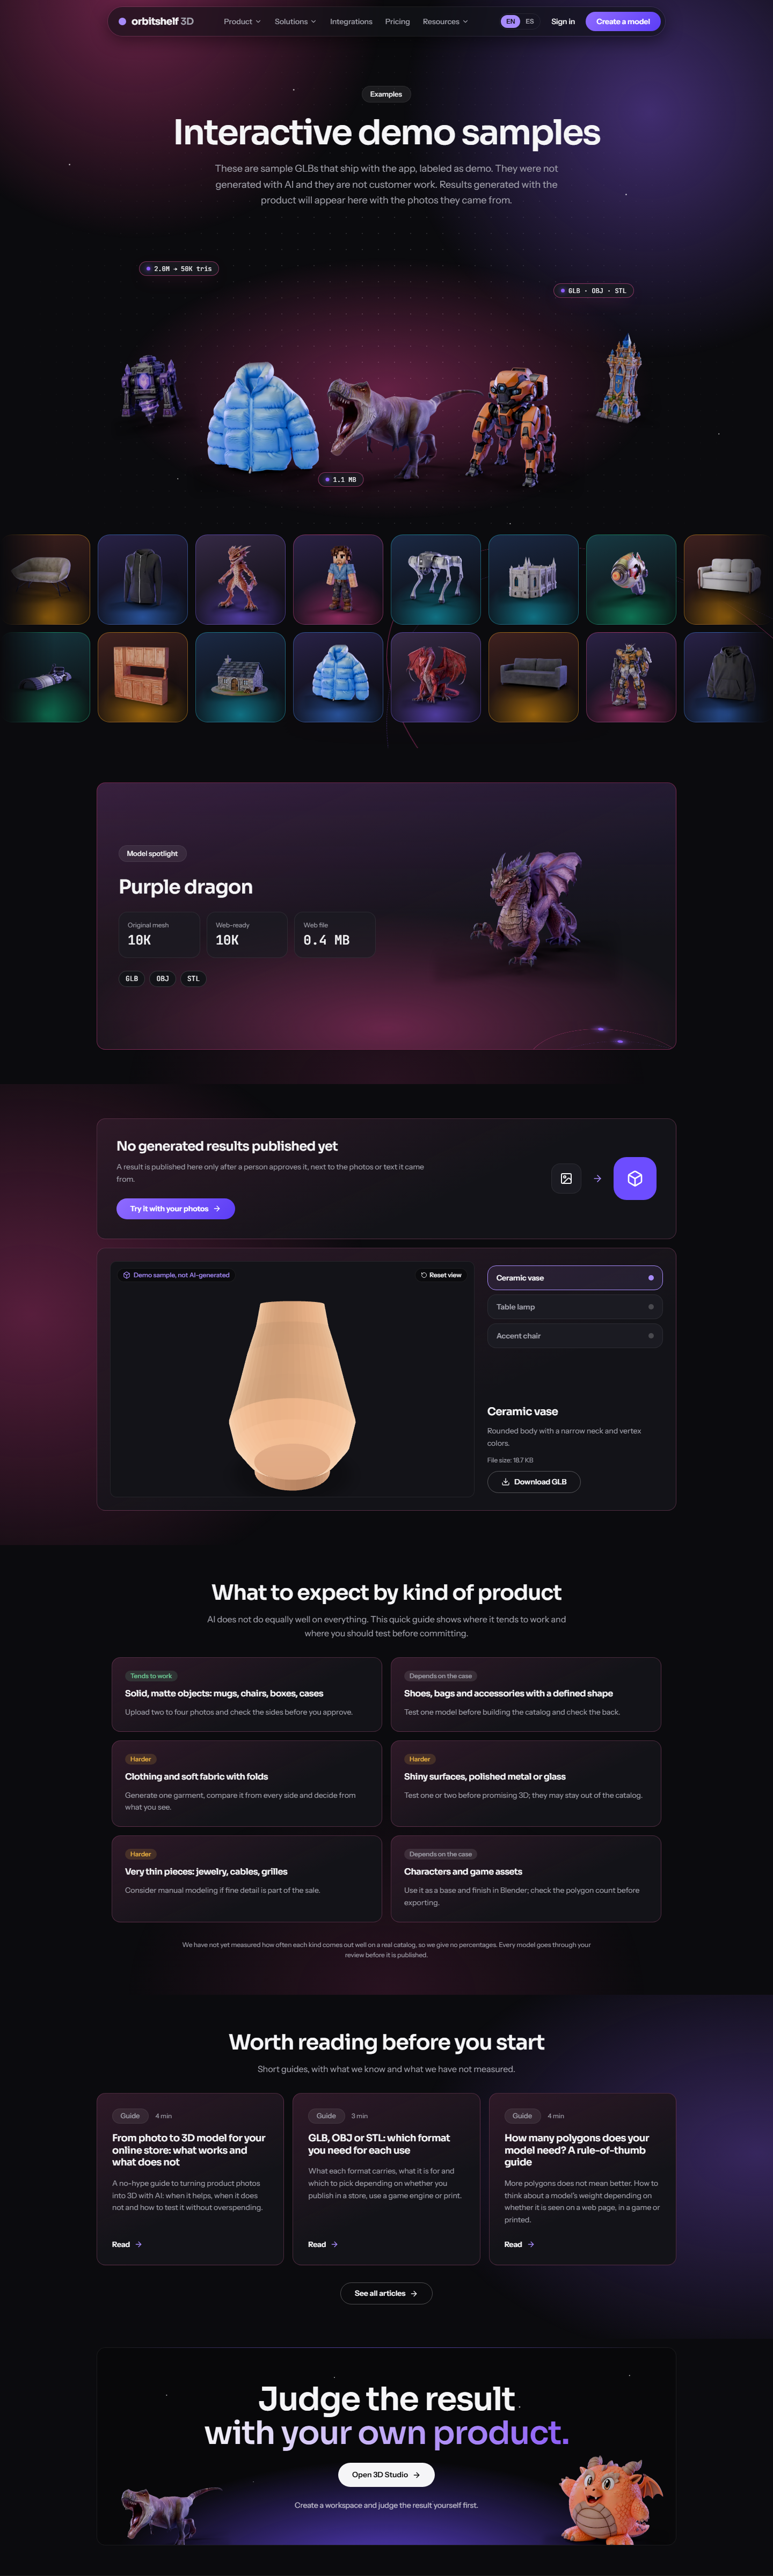 orbitshelf 3D
Product
Solutions
Integrations
Pricing
Resources
EN
ES
Sign in
Create a model
Examples
Interactive demo samples
These are sample GLBs that ship with the app, labeled as demo. They were not
generated with AI and they are not customer work. Results generated with the
product will appear here with the photos they came from.
2.0M → 50K tris
GLB · OBJ · STL
1.1 MB
Model spotlight
Purple dragon
Original mesh
10K
Web-ready
10K
Web file
0.4 MB
GLB
OBJ
STL
No generated results published yet
A result is published here only after a person approves it, next to the photos or text it came
from.
Try it with your photos
Demo sample, not AI-generated
Reset view
Ceramic vase
Table lamp
Accent chair
Ceramic vase
Rounded body with a narrow neck and vertex
colors.
File size: 18.7 KB
Download GLB
What to expect by kind of product
AI does not do equally well on everything. This quick guide shows where it tends to work and
where you should test before committing.
Tends to work
Solid, matte objects: mugs, chairs, boxes, cases
Upload two to four photos and check the sides before you approve.
Depends on the case
Shoes, bags and accessories with a defined shape
Test one model before building the catalog and check the back.
Harder
Clothing and soft fabric with folds
Generate one garment, compare it from every side and decide from
what you see.
Harder
Shiny surfaces, polished metal or glass
Test one or two before promising 3D; they may stay out of the catalog.
Harder
Very thin pieces: jewelry, cables, grilles
Consider manual modeling if fine detail is part of the sale.
Depends on the case
Characters and game assets
Use it as a base and finish in Blender; check the polygon count before
exporting.
We have not yet measured how often each kind comes out well on a real catalog, so we give no percentages. Every model goes through your
review before it is published.
Worth reading before you start
Short guides, with what we know and what we have not measured.
Guide
4 min
From photo to 3D model for your
online store: what works and
what does not
A no-hype guide to turning product photos
into 3D with AI: when it helps, when it does
not and how to test it without overspending.
Read
Guide
3 min
GLB, OBJ or STL: which format
you need for each use
What each format carries, what it is for and
which to pick depending on whether you
publish in a store, use a game engine or print.
Read
Guide
4 min
How many polygons does your
model need? A rule-of-thumb
guide
More polygons does not mean better. How to
think about a model's weight depending on
whether it is seen on a web page, in a game or
printed.
Read
See all articles
Judge the result
with your own product.
Open 3D Studio
Create a workspace and judge the result yourself first.